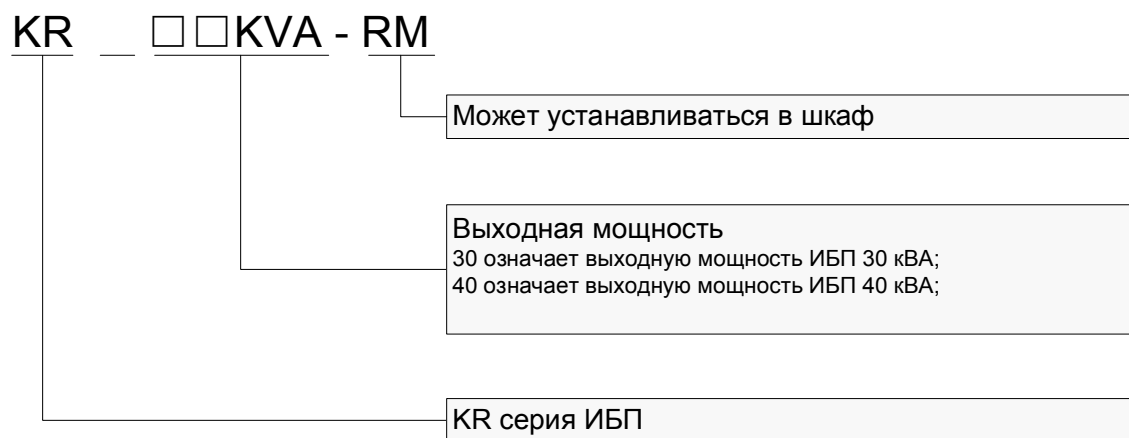 KR _ □□KVA - RM
Может устанавливаться в шкаф
Выходная мощность
30 означает выходную мощность ИБП 30 кВА;
40 означает выходную мощность ИБП 40 кВА;
KR серия ИБП